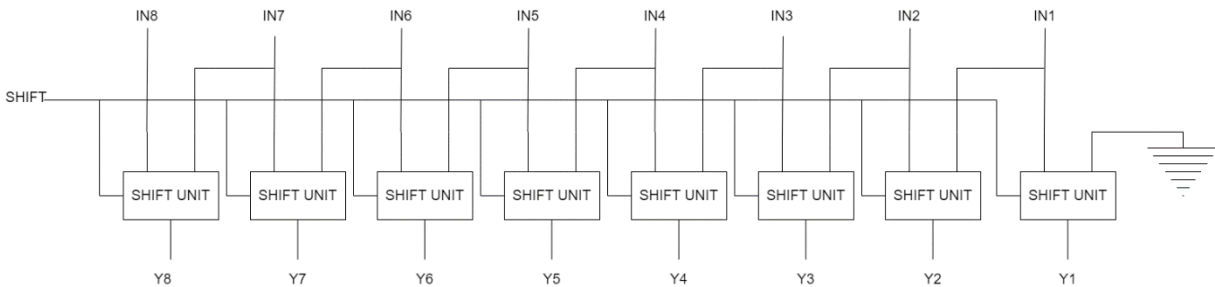 IN8 IN7 IN6 IN5 IN4 IN3 IN2 IN1
SHIFT
SHIFT UNIT SHIFT UNIT SHIFT UNIT SHIFT UNIT SHIFT UNIT SHIFT UNIT SHIFT UNIT SHIFT UNIT
Y8 Y7 Y6 Y5 Y4 Y3 Y2 Y1